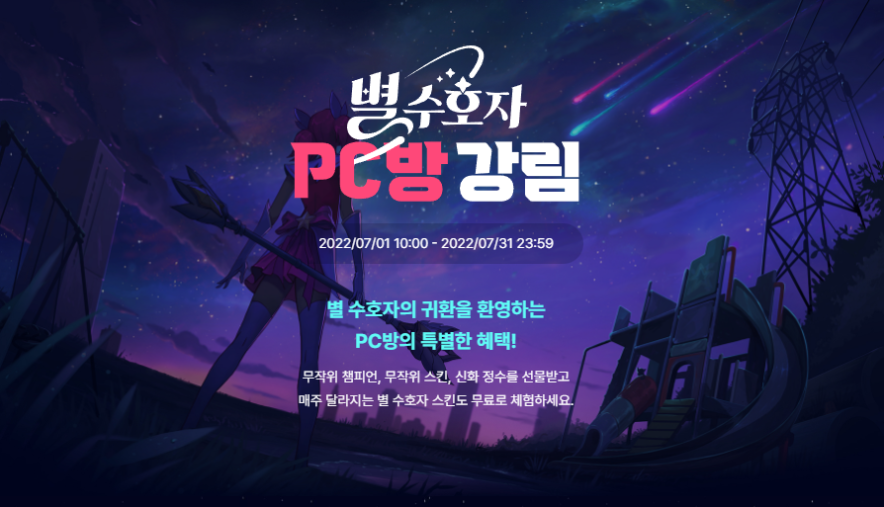 별 수호자
PC방 강림
2022/07/01 10:00 - 2022/07/31 23:59
별 수호자의 귀환을 환영하는
PC방의 특별한 혜택!
무작위 챔피언, 무작위 스킨, 신화 정수를 선물받고
매주 달라지는 별 수호자 스킨도 무료로 체험하세요.